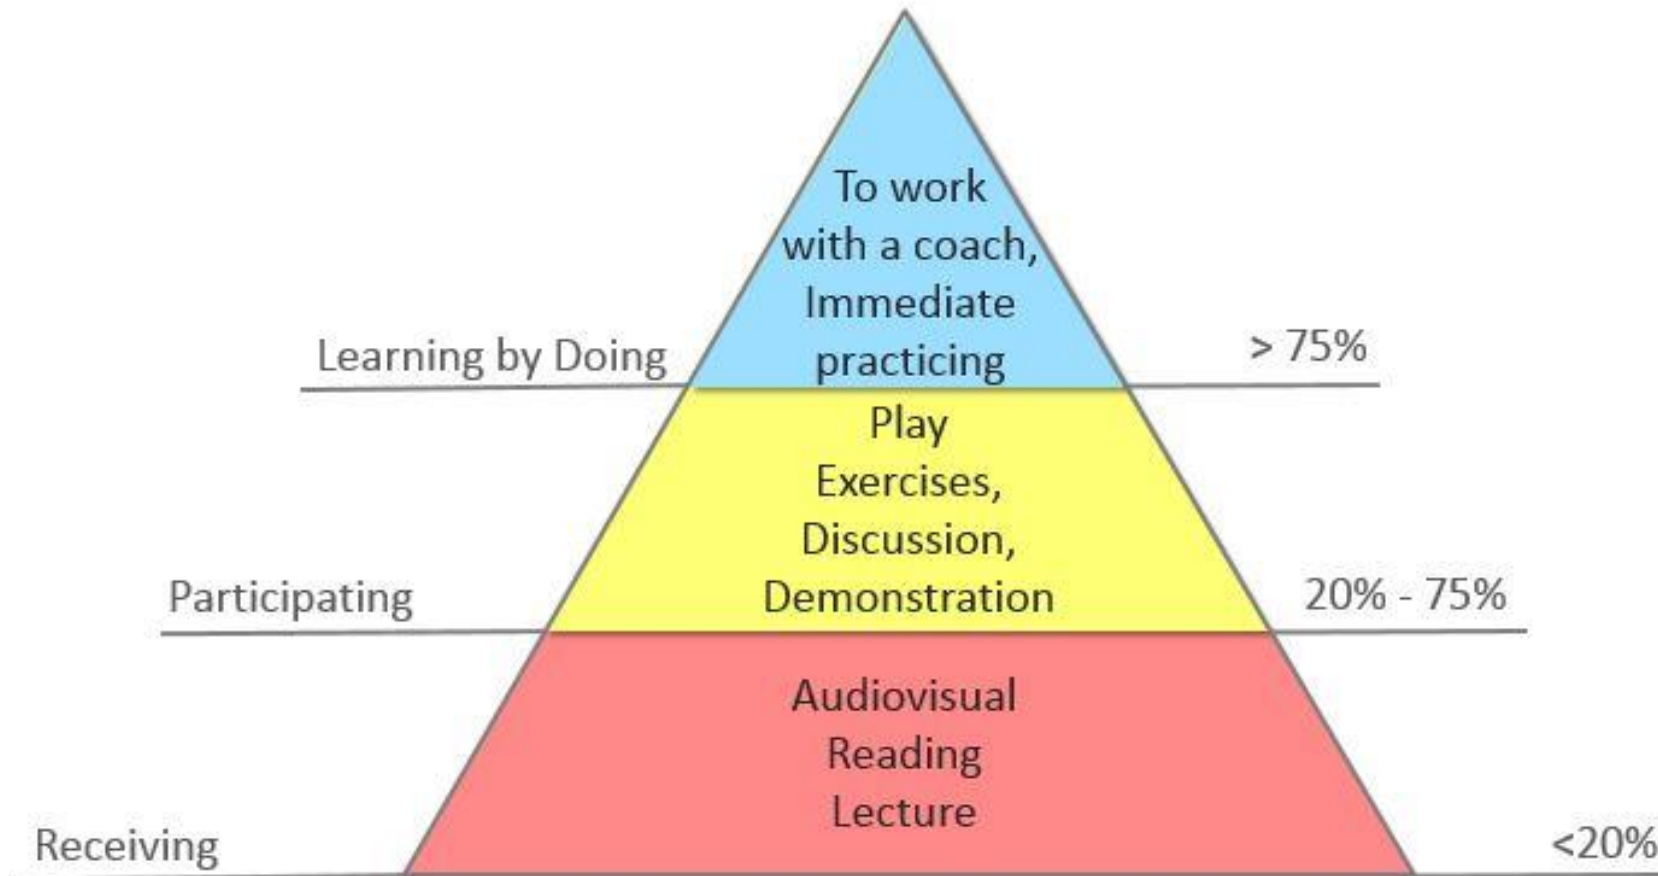 To work
with a coach,
Immediate
practicing
Learning by Doing
> 75%
Play
Exercises,
Discussion,
Demonstration
Participating
20% - 75%
Audiovisual
Reading
Lecture
Receiving
<20%